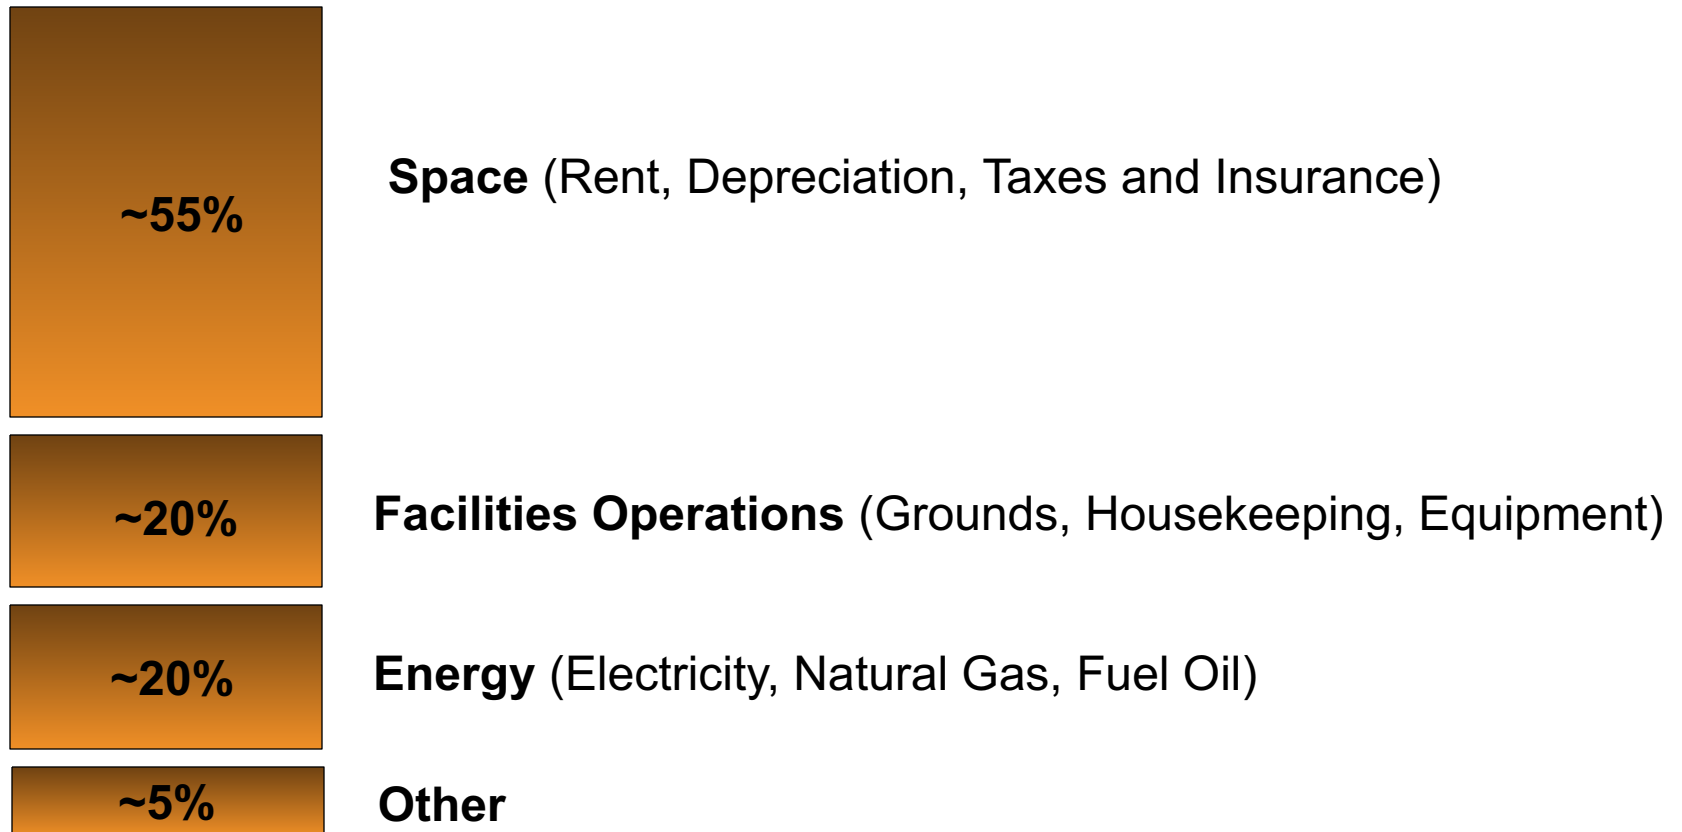 ~55%
Space (Rent, Depreciation, Taxes and Insurance)
~20%
Facilities Operations (Grounds, Housekeeping, Equipment)
~20%
Energy (Electricity, Natural Gas, Fuel Oil)
~5%
Other